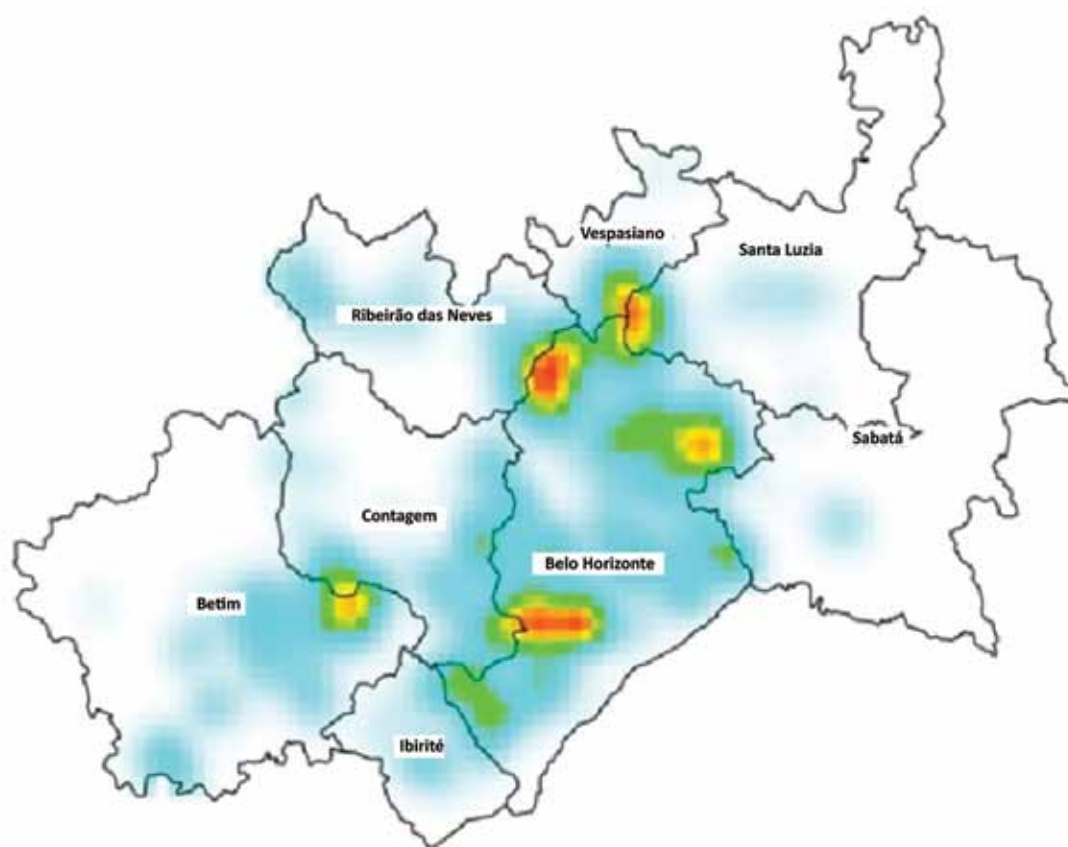 Vespasiano
Santa Luzia
Ribeirão das Neves
Sabatá
Contagem
Belo Horizonte
Betim
Ibirité